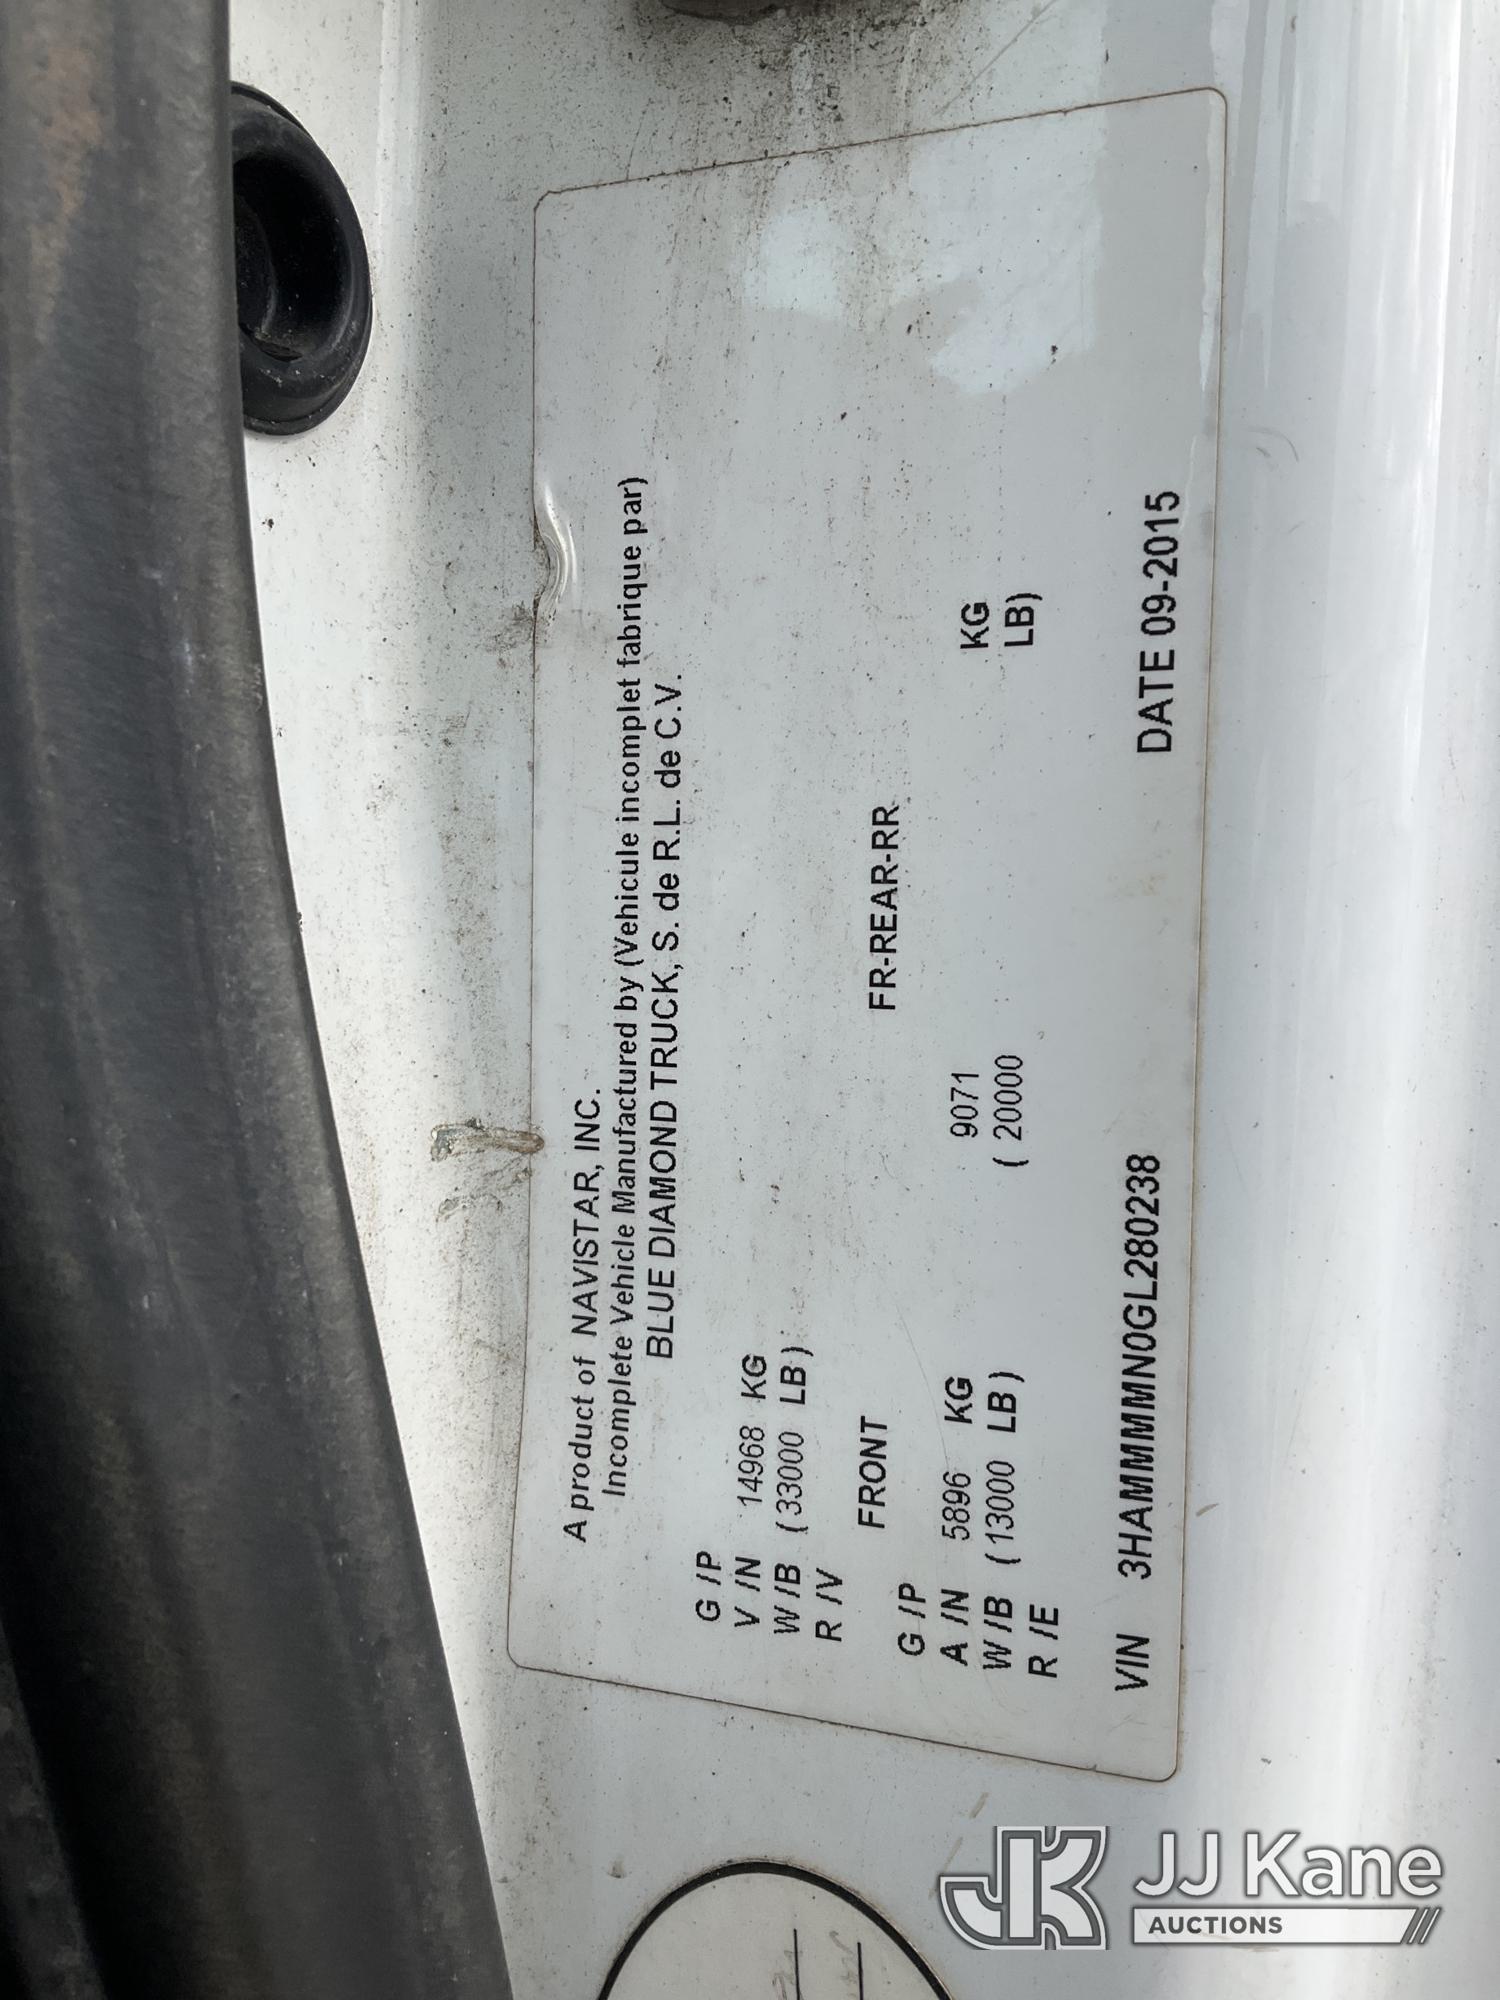 A product of NAVISTAR, INC.
Incomplete Vehicle Manufactured by (Vehicule incomplet fabrique par)
BLUE DIAMOND TRUCK, S. de R.L. de C.V.
G /P
V /N 14968 KG
W /B (33000 LB)
R /V
FRONT FR-REAR-RR
G /P
A /N 5896 KG 9071 KG
W /B (13000 LB) ( 20000 LB)
R /E
VIN 3HAMMMMN0GL280238 DATE 09-2015
JK JJ Kane
AUCTIONS